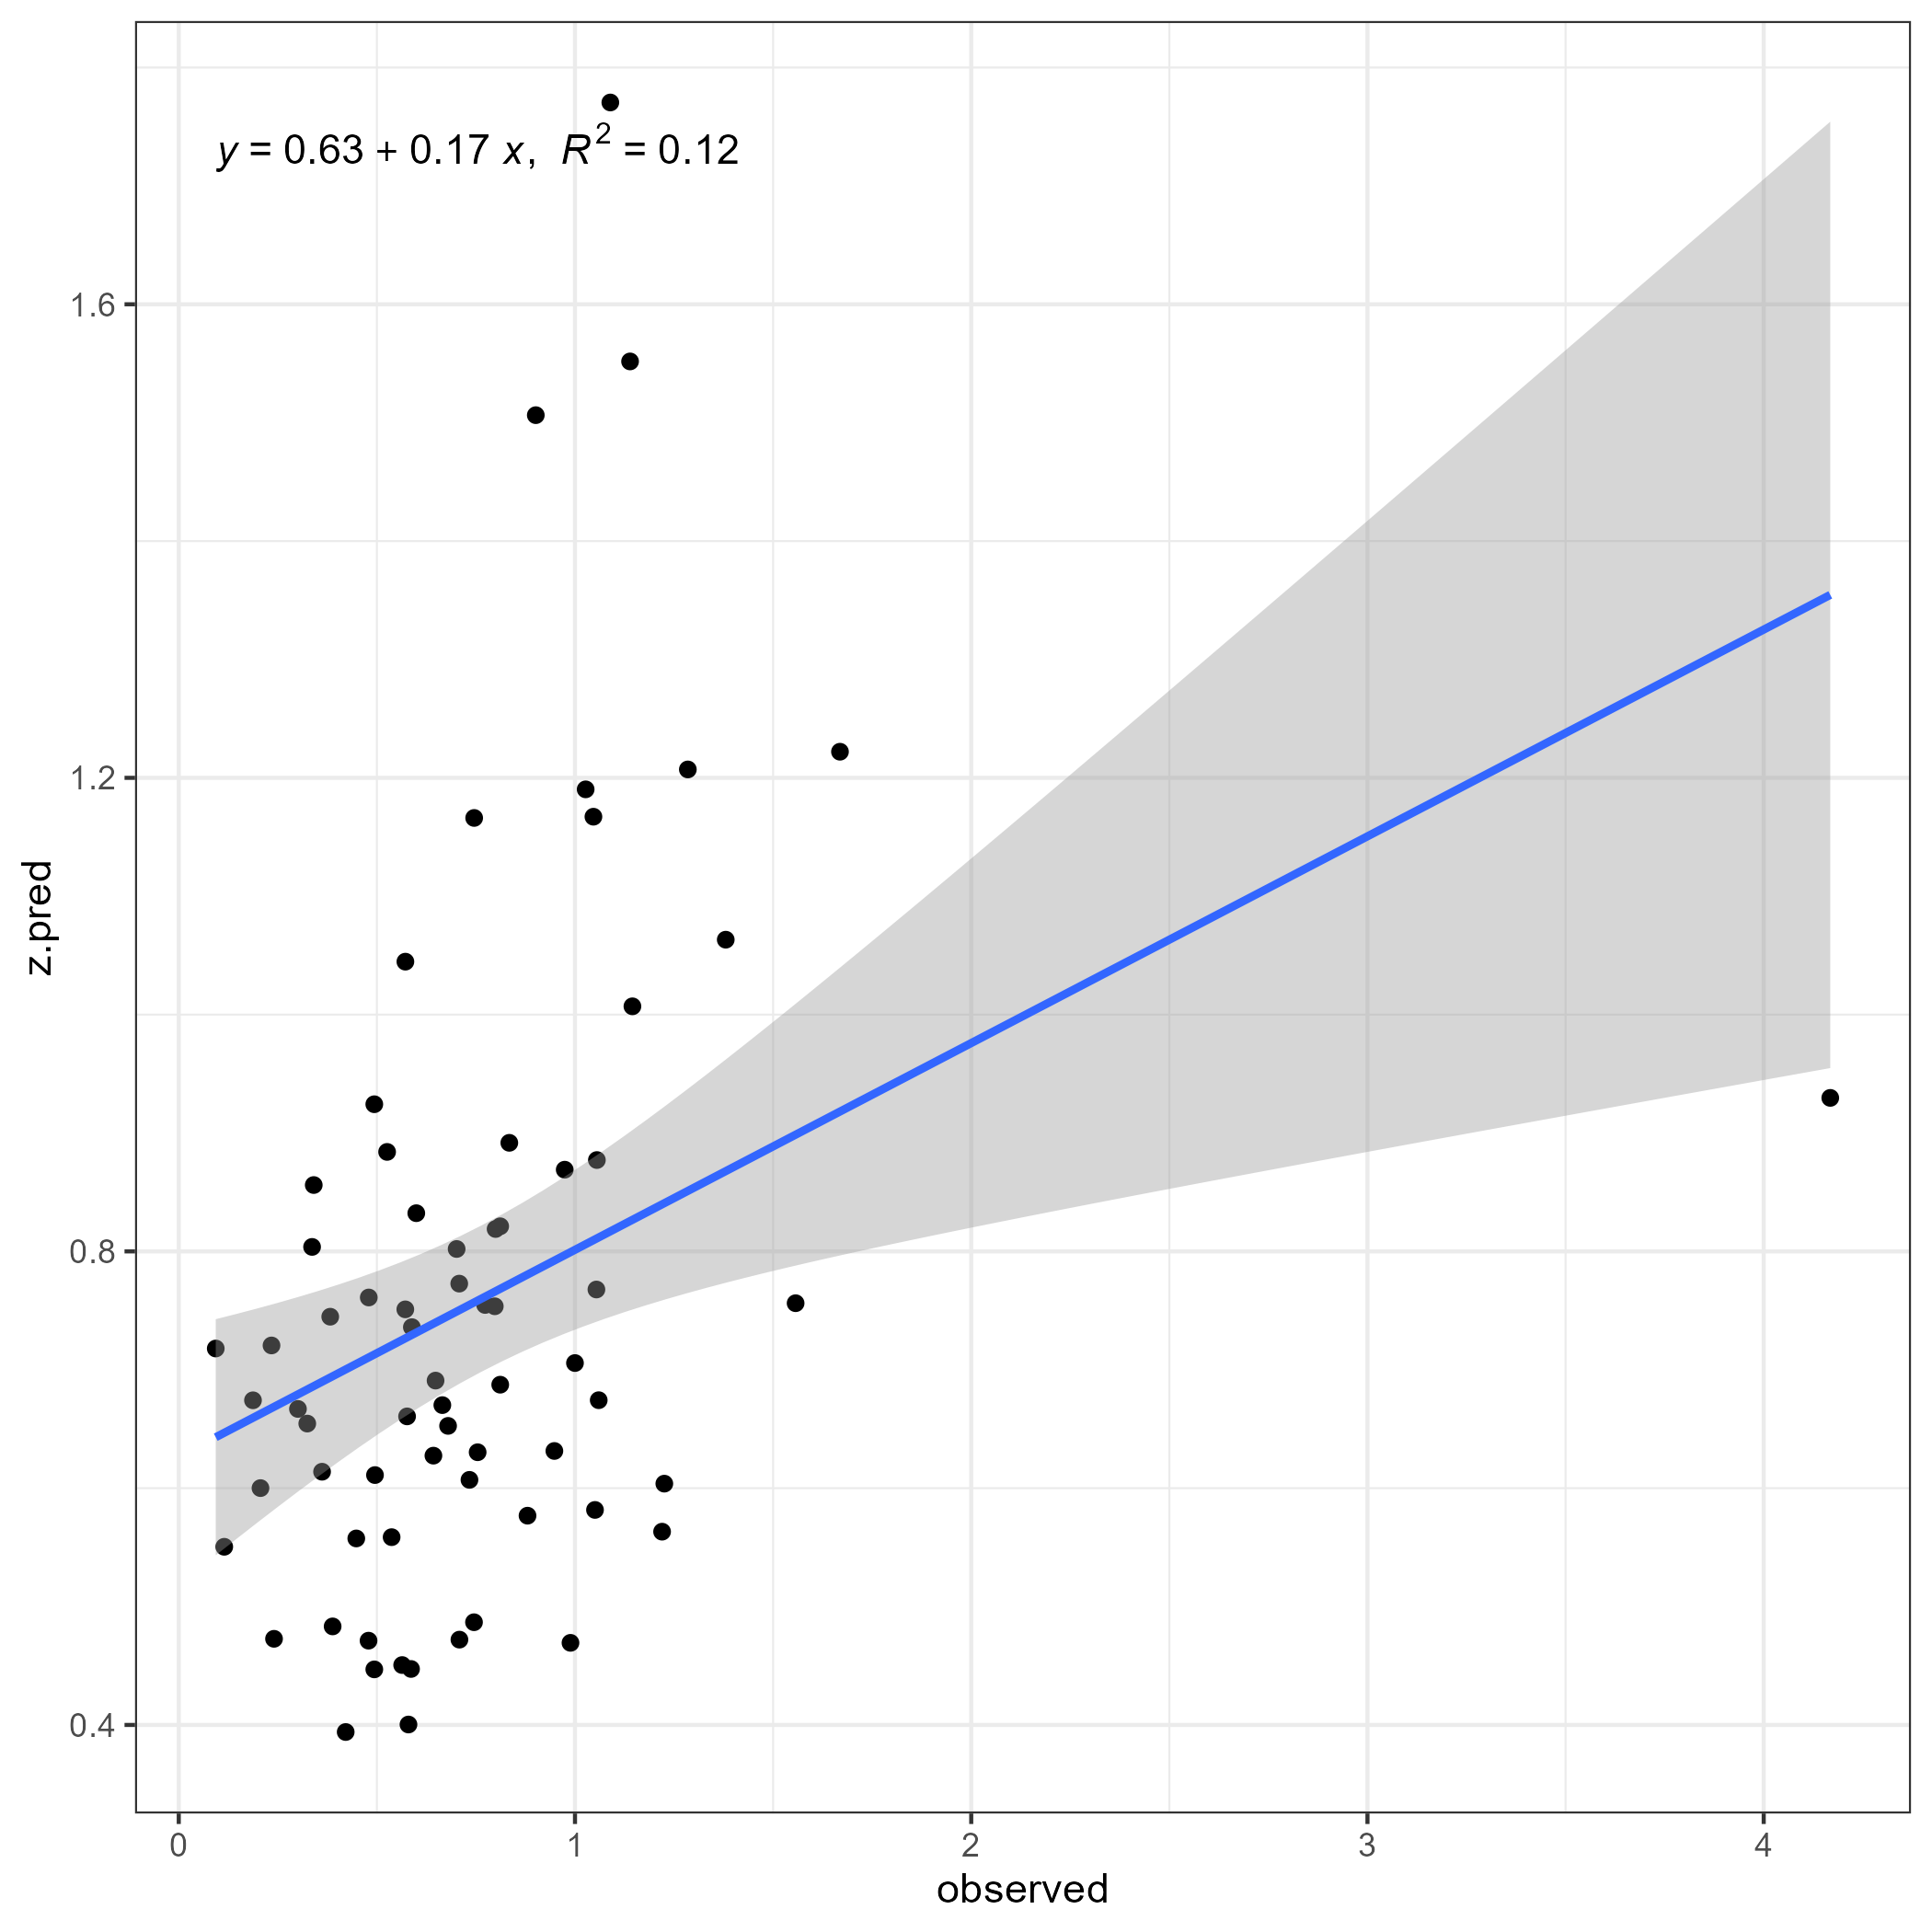 y = 0.63 + 0.17 x, R² = 0.12
1.6
1.2
0.8
0.4
z.pred
0 1 2 3 4
observed